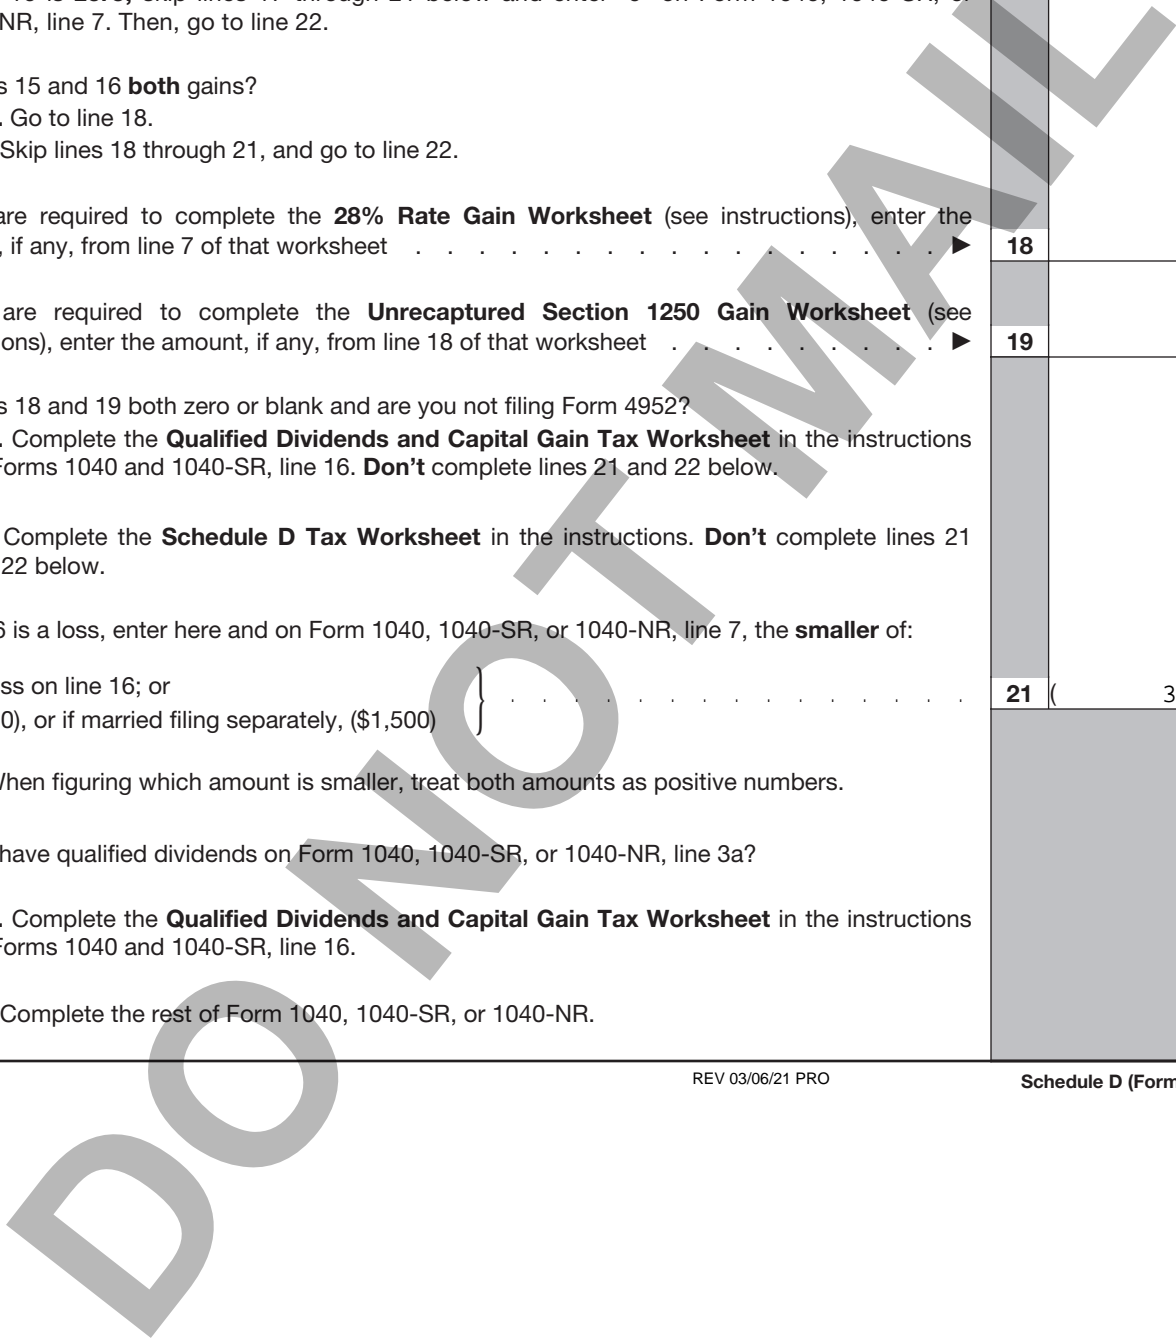 NR, line 7. Then, go to line 22.
s 15 and 16 both gains?
. Go to line 18.
Skip lines 18 through 21, and go to line 22.
are required to complete the 28% Rate Gain Worksheet (see instructions), enter the
, if any, from line 7 of that worksheet . . . . . . . . . . . . . . . . . ▶ 18
are required to complete the Unrecaptured Section 1250 Gain Worksheet (see
ons), enter the amount, if any, from line 18 of that worksheet . . . . . . . . . ▶ 19
s 18 and 19 both zero or blank and are you not filing Form 4952?
. Complete the Qualified Dividends and Capital Gain Tax Worksheet in the instructions
Forms 1040 and 1040-SR, line 16. Don't complete lines 21 and 22 below.
Complete the Schedule D Tax Worksheet in the instructions. Don't complete lines 21
22 below.
6 is a loss, enter here and on Form 1040, 1040-SR, or 1040-NR, line 7, the smaller of:
ss on line 16; or
0), or if married filing separately, ($1,500) } . . . . . . . . . . . . . . . 21 ( 3
When figuring which amount is smaller, treat both amounts as positive numbers.
have qualified dividends on Form 1040, 1040-SR, or 1040-NR, line 3a?
. Complete the Qualified Dividends and Capital Gain Tax Worksheet in the instructions
Forms 1040 and 1040-SR, line 16.
Complete the rest of Form 1040, 1040-SR, or 1040-NR.
REV 03/06/21 PRO Schedule D (Form
DO NOT MAIL